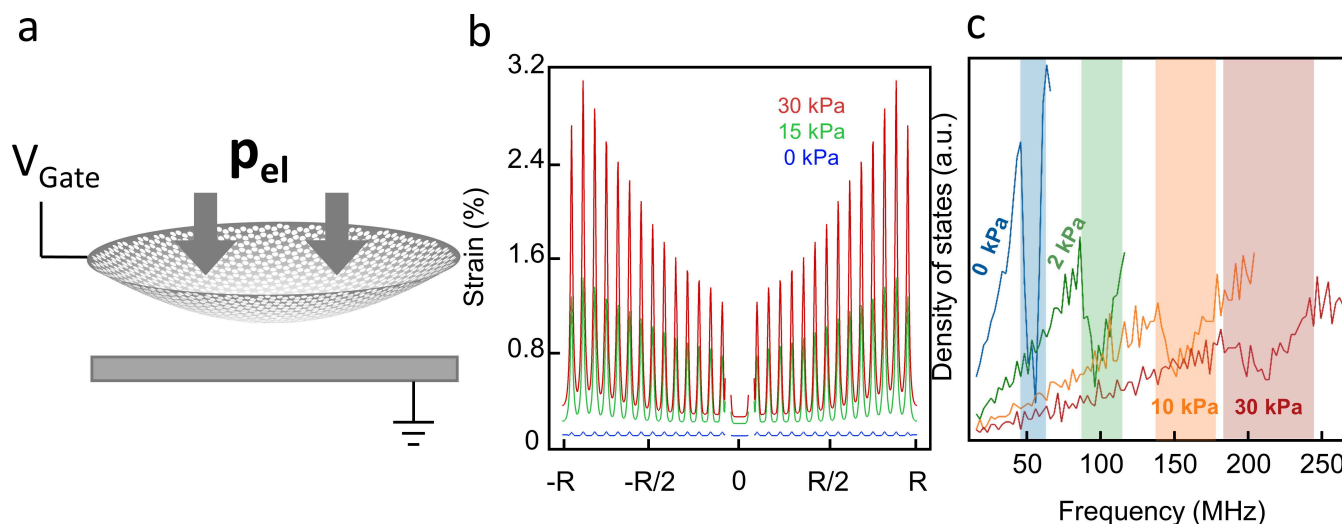 a
V_Gate
p_el
b
Strain (%)
3.2
2.4
1.6
0.8
0
30 kPa
15 kPa
0 kPa
-R
-R/2
0
R/2
R
c
Density of states (a.u.)
0 kPa
2 kPa
10 kPa
30 kPa
50
100
150
200
250
Frequency (MHz)